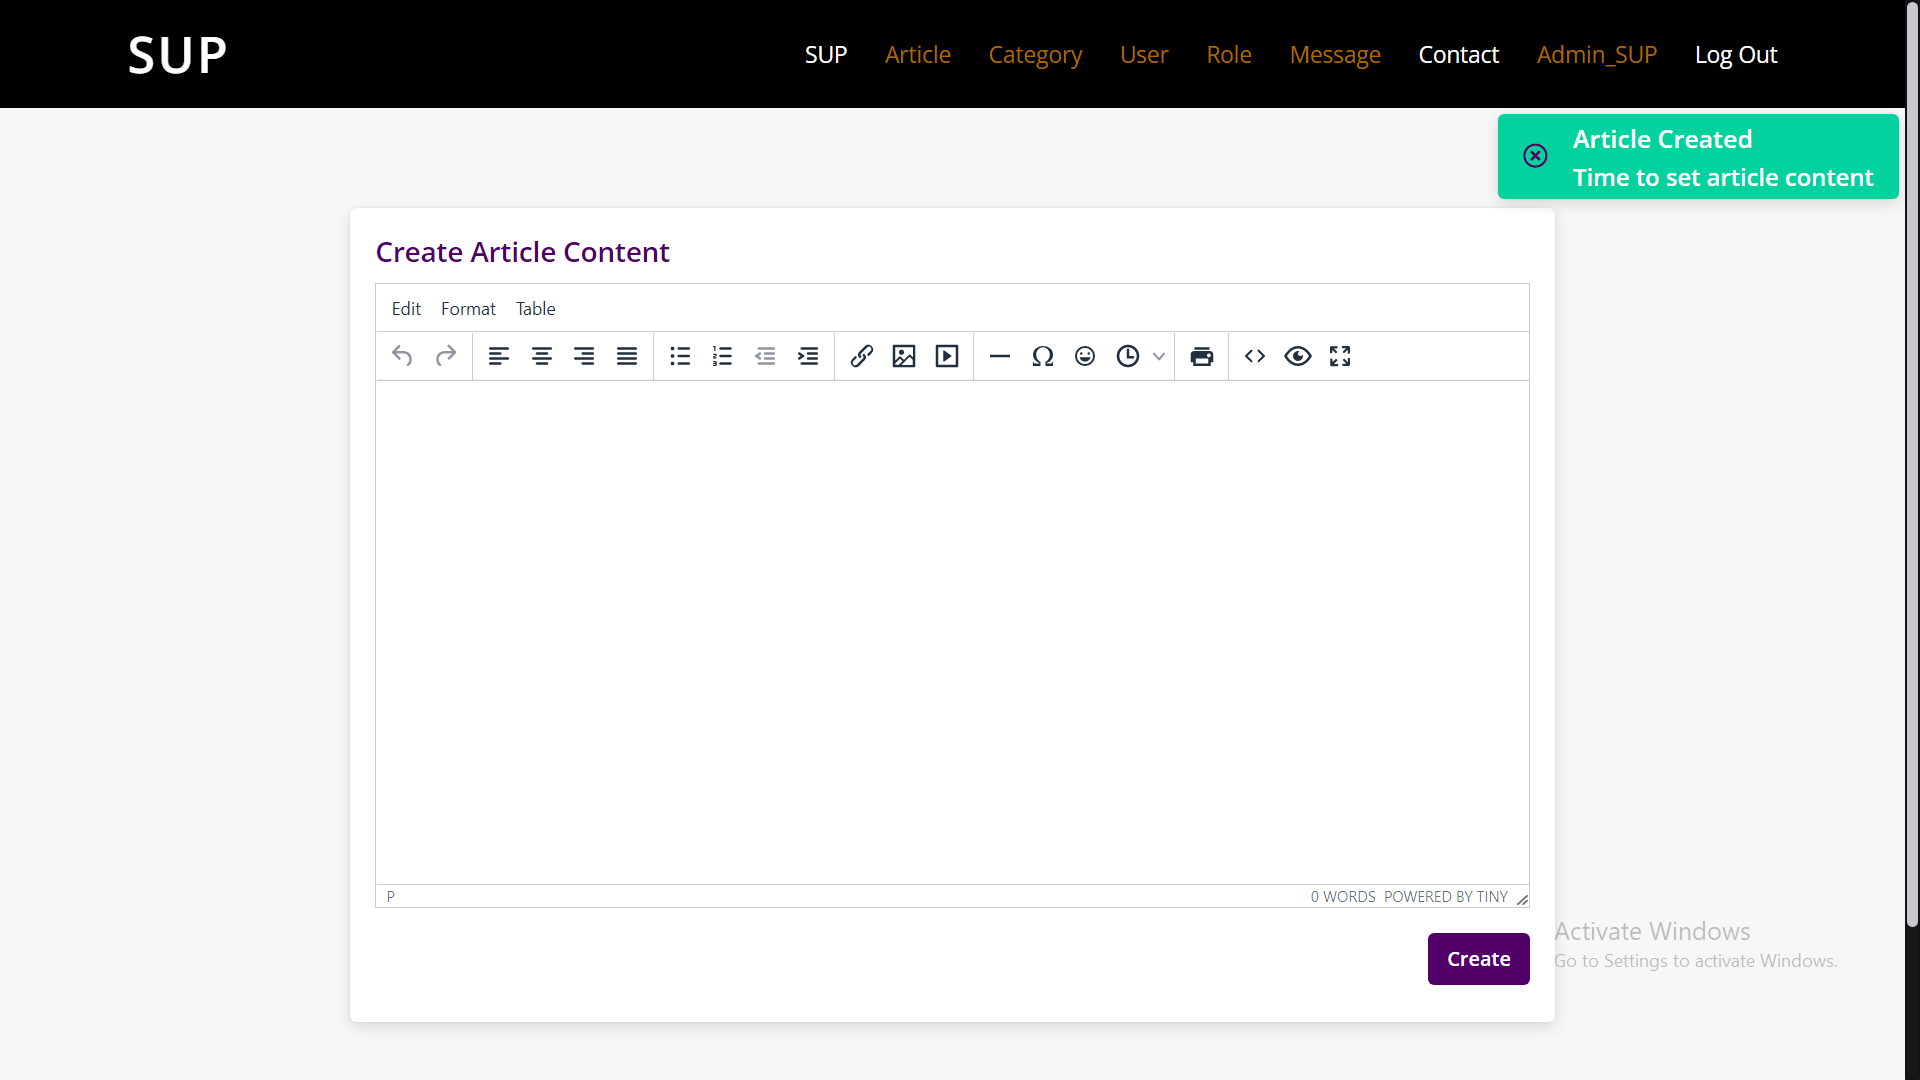 SUP
SUP Article Category User Role Message Contact Admin_SUP Log Out
Article Created
Time to set article content
Create Article Content
Edit Format Table
P
0 WORDS POWERED BY TINY
Create
Activate Windows
Go to Settings to activate Windows.